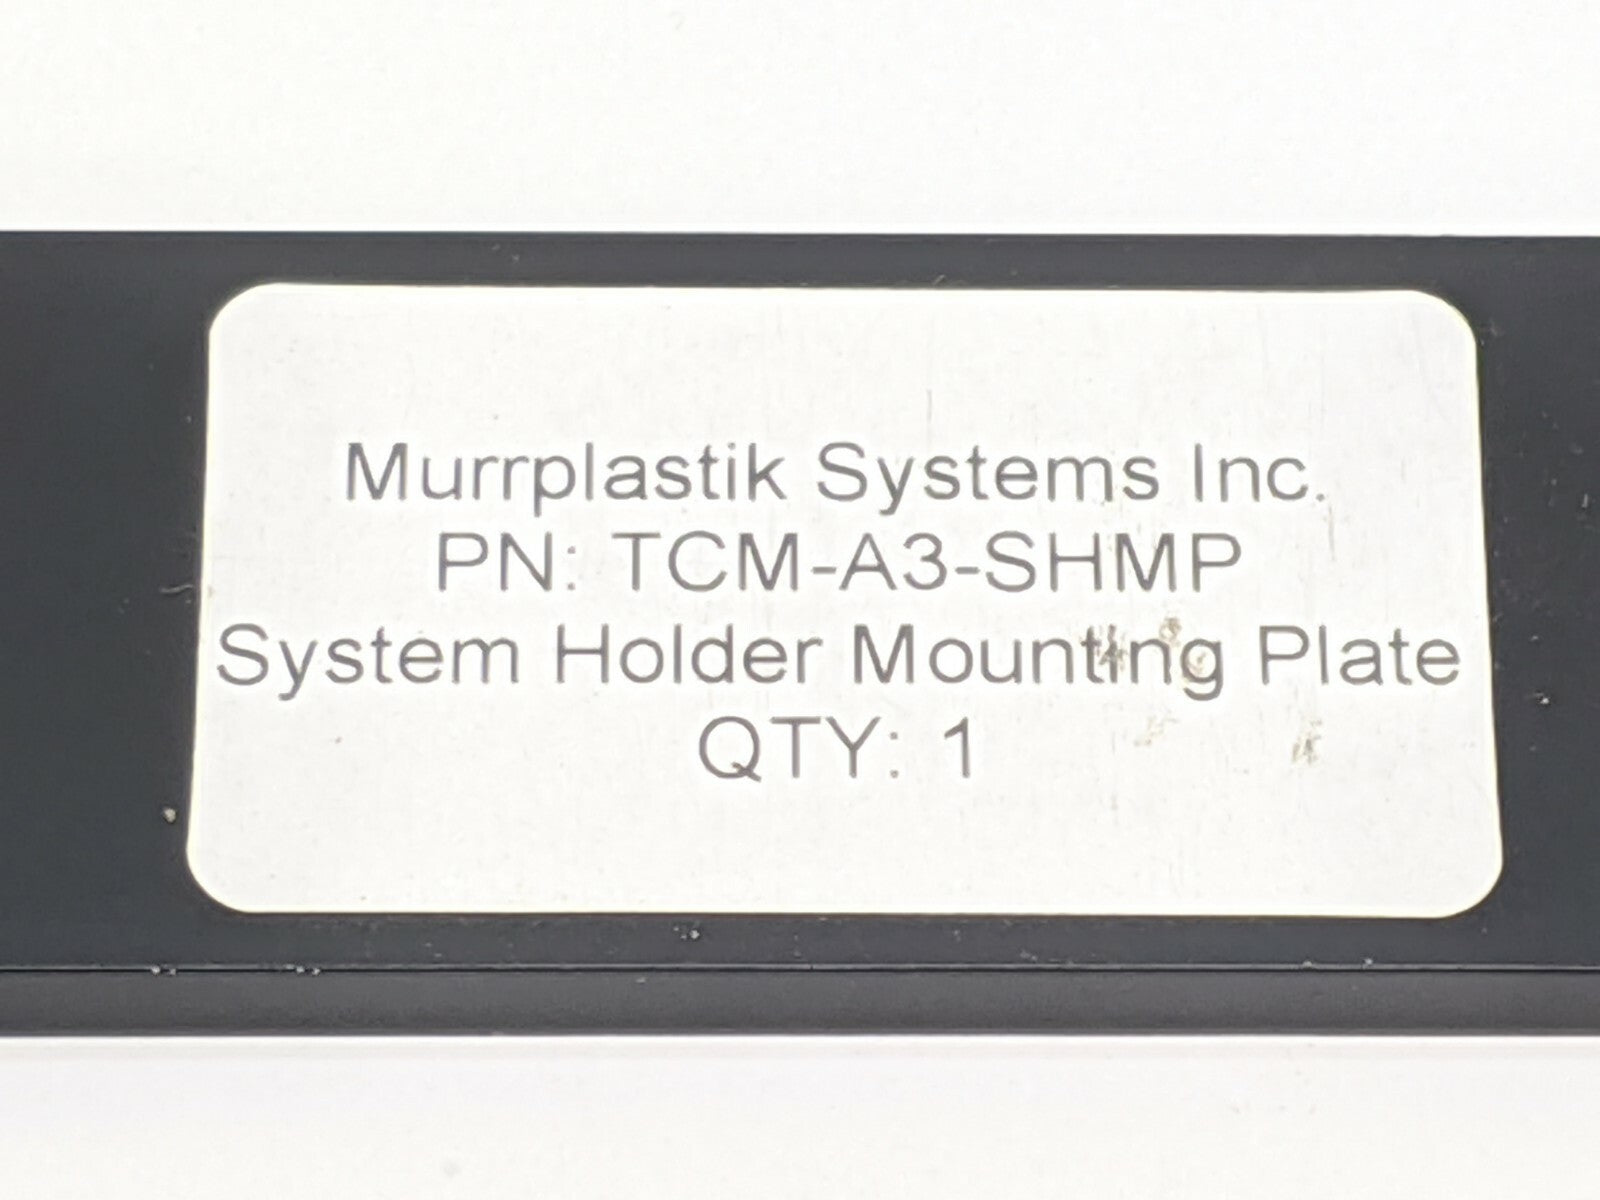 Murrplastik Systems Inc.
PN: TCM-A3-SHMP
System Holder Mounting Plate
QTY: 1